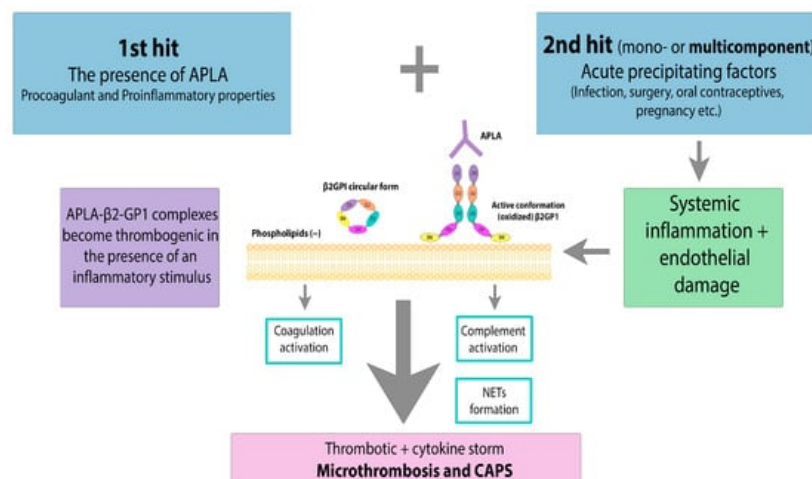 1st hit
The presence of APLA
Procoagulant and Proinflammatory properties
+
2nd hit (mono- or multicomponent)
Acute precipitating factors
(Infection, surgery, oral contraceptives,
pregnancy etc.)
APLA
β2GPI circular form
Active conformation
(oxidized) β2GP1
Phospholipids (−)
APLA-β2-GP1 complexes
become thrombogenic in
the presence of an
inflammatory stimulus
Systemic
inflammation +
endothelial
damage
Coagulation
activation
Complement
activation
NETs
formation
Thrombotic + cytokine storm
Microthrombosis and CAPS